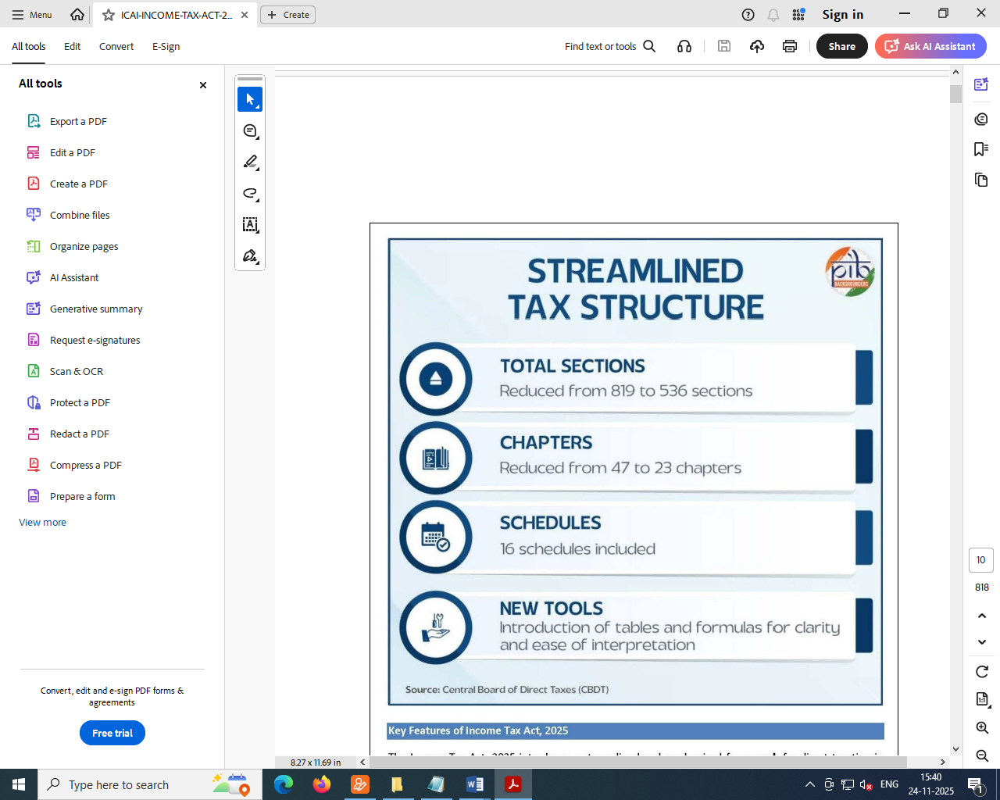 Menu
ICAI-INCOME-TAX-ACT-2...
Create
Sign in
All tools
Edit
Convert
E-Sign
Find text or tools
Share
Ask AI Assistant
All tools
Export a PDF
Edit a PDF
Create a PDF
Combine files
Organize pages
AI Assistant
Generative summary
Request e-signatures
Scan & OCR
Protect a PDF
Redact a PDF
Compress a PDF
Prepare a form
View more
Convert, edit and e-sign PDF forms &
agreements
Free trial
STREAMLINED
TAX STRUCTURE
pib
BACKGROUNDERS
TOTAL SECTIONS
Reduced from 819 to 536 sections
CHAPTERS
Reduced from 47 to 23 chapters
SCHEDULES
16 schedules included
NEW TOOLS
Introduction of tables and formulas for clarity
and ease of interpretation
Source: Central Board of Direct Taxes (CBDT)
Key Features of Income Tax Act, 2025
10
818
8.27 x 11.69 in
Type here to search
ENG
15:40
24-11-2025
1